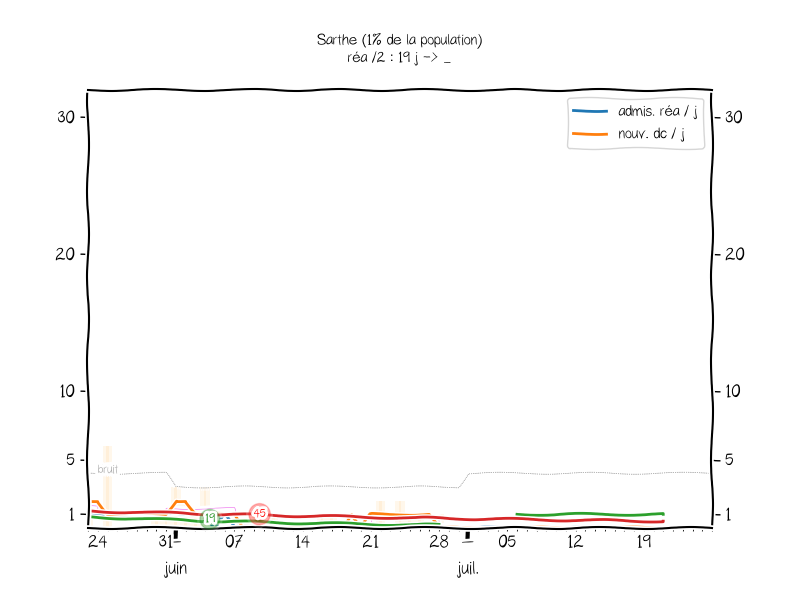 Sarthe (1% de la population)
réa /2 : 19 j -> _
admis. réa / j
nouv. dc / j
30 30
20 20
10 10
5 5
bruit
1 1
19 45
24 31 07 14 21 28 05 12 19
juin juil.